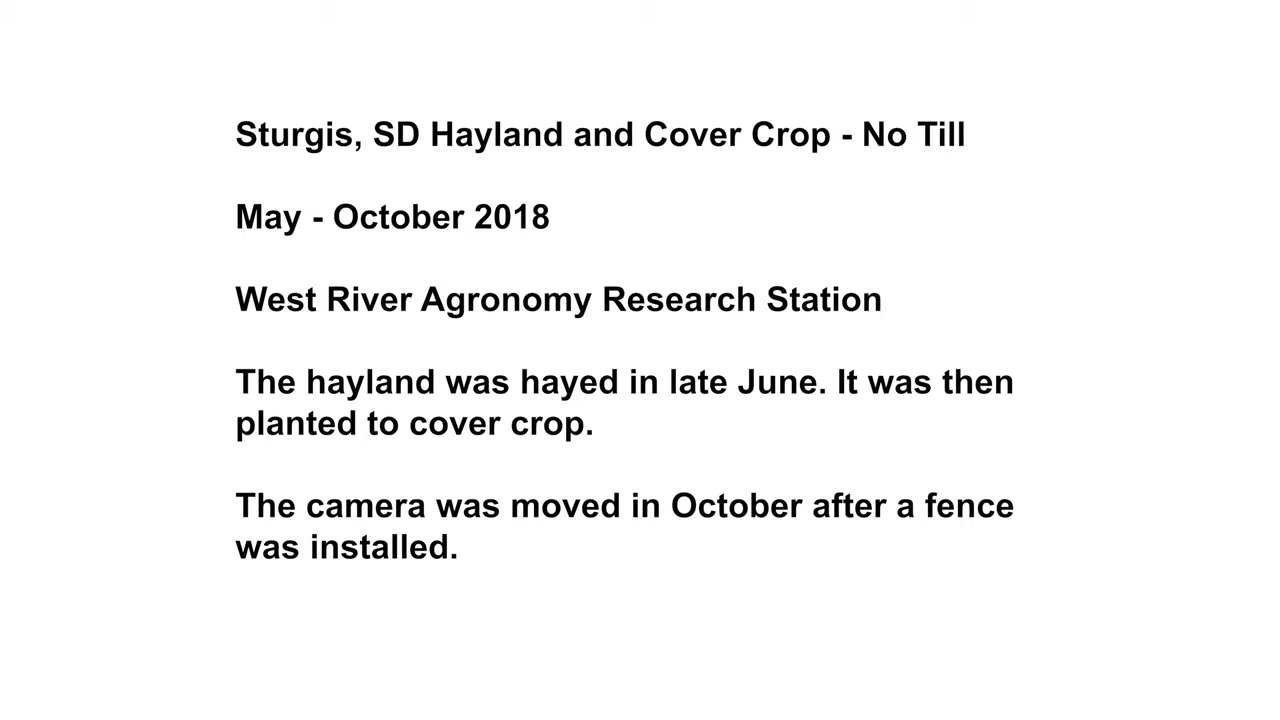 Sturgis, SD Hayland and Cover Crop - No Till
May - October 2018
West River Agronomy Research Station
The hayland was hayed in late June. It was then
planted to cover crop.
The camera was moved in October after a fence
was installed.